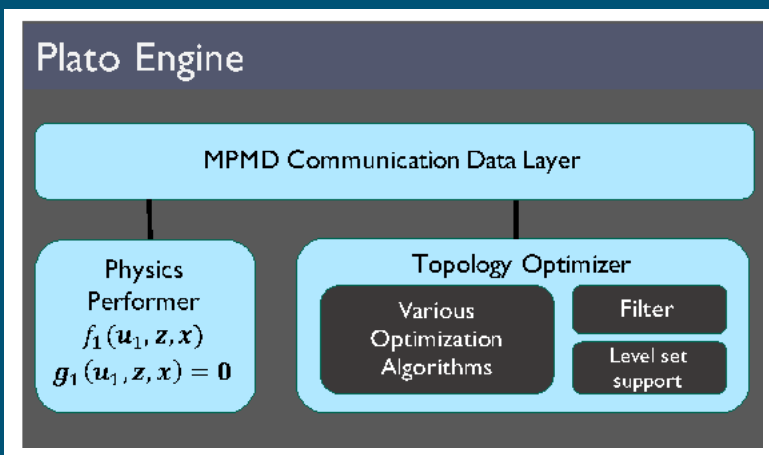 Plato Engine
MPMD Communication Data Layer
Physics
Performer
f₁(u₁, z, x)
g₁(u₁, z, x) = 0
Topology Optimizer
Various
Optimization
Algorithms
Filter
Level set
support